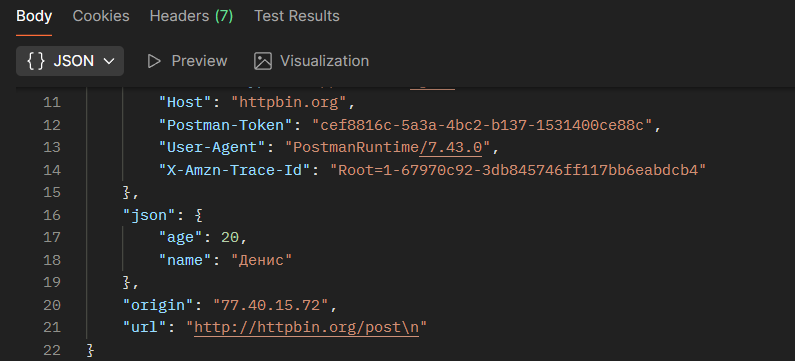 Body Cookies Headers (7) Test Results
{} JSON Preview Visualization
11 "Host": "httpbin.org",
12 "Postman-Token": "cef8816c-5a3a-4bc2-b137-1531400ce88c",
13 "User-Agent": "PostmanRuntime/7.43.0",
14 "X-Amzn-Trace-Id": "Root=1-67970c92-3db845746ff117bb6eabdcb4"
15 },
16 "json": {
17 "age": 20,
18 "name": "Денис"
19 },
20 "origin": "77.40.15.72",
21 "url": "http://httpbin.org/post\n"
22 }